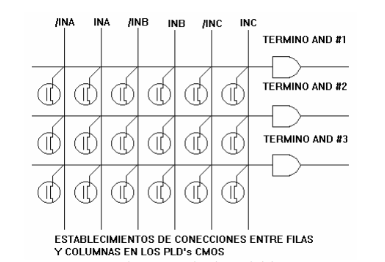 /INA INA /INB INB /INC INC
TERMINO AND #1
TERMINO AND #2
TERMINO AND #3
ESTABLECIMIENTOS DE CONECCIONES ENTRE FILAS
Y COLUMNAS EN LOS PLD's CMOS